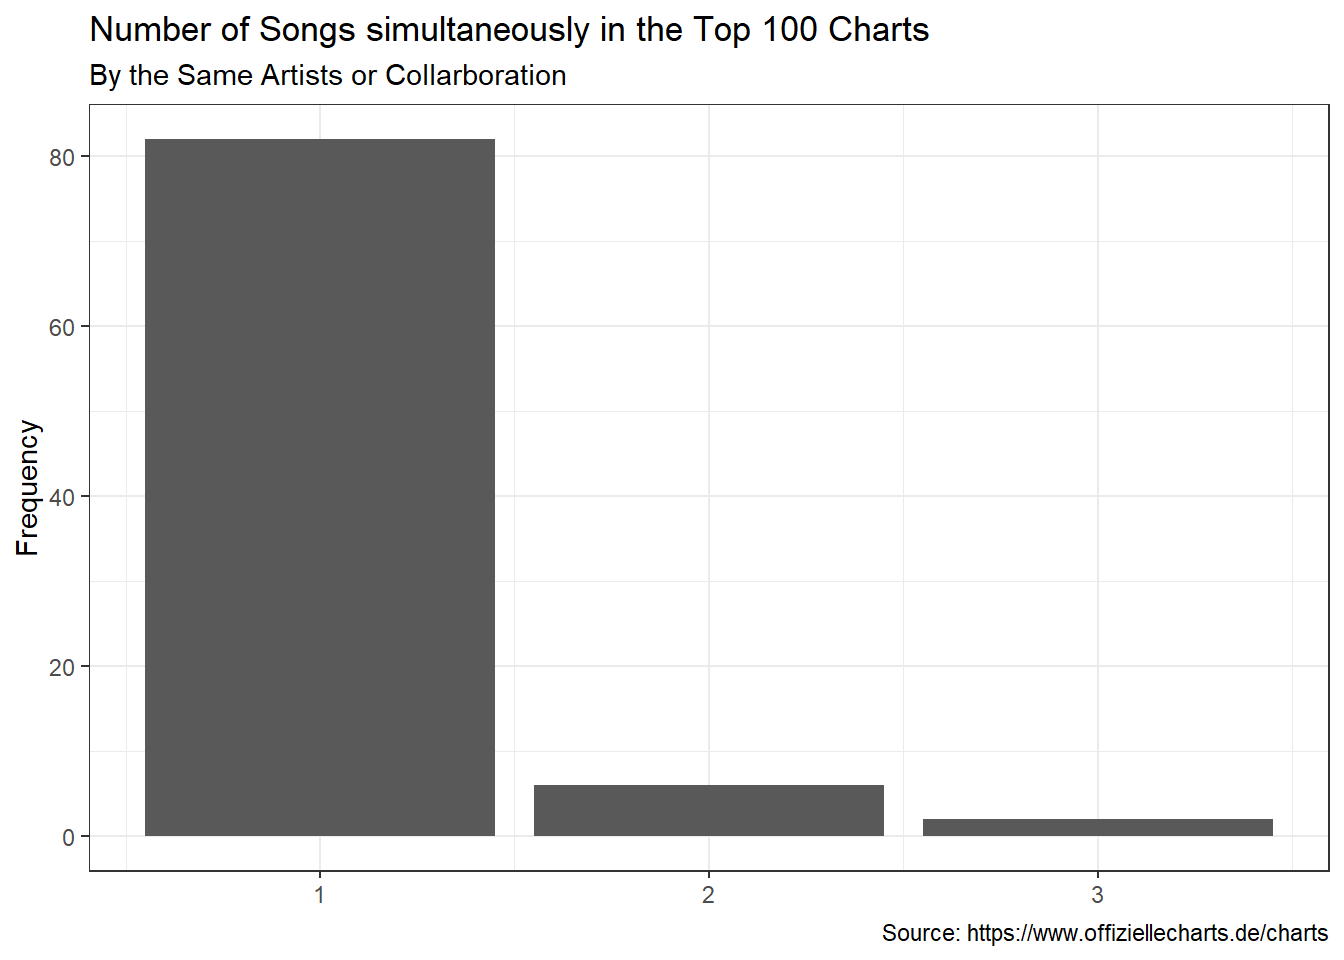 Number of Songs simultaneously in the Top 100 Charts
By the Same Artists or Collarboration
Frequency
80
60
40
20
0
1
2
3
Source: https://www.offiziellecharts.de/charts